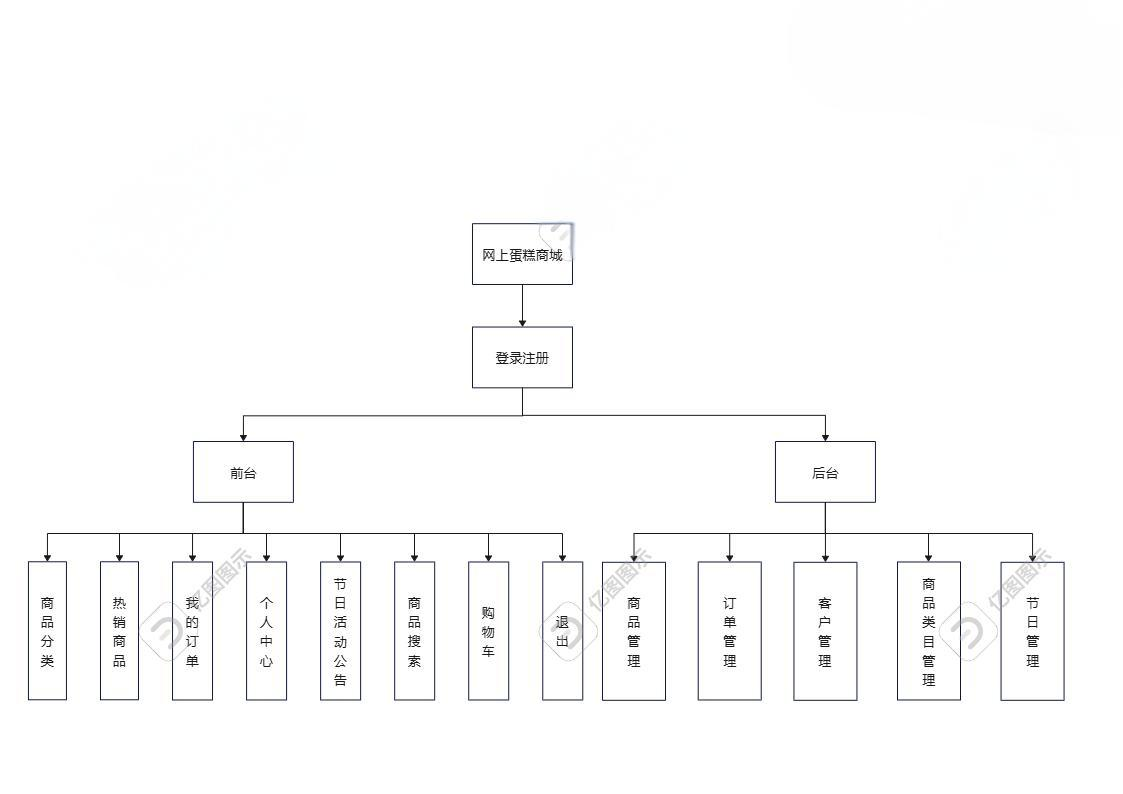 网上蛋糕商城
登录注册
前台
后台
商品分类
热销商品
我的订单
个人中心
节日活动公告
商品搜索
购物车
退出
商品管理
订单管理
客户管理
商品类目管理
节日管理
亿图图示
亿图图示
亿图图示